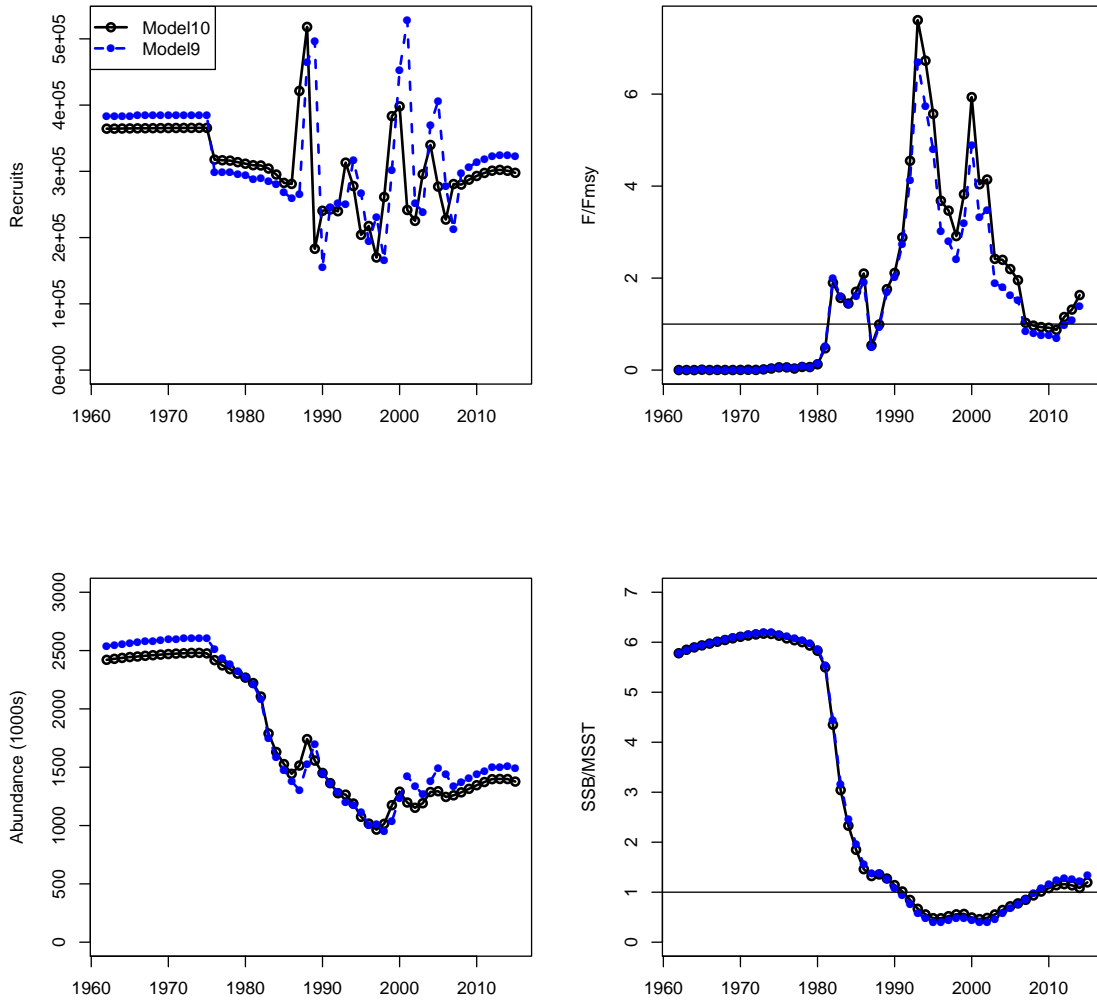 Model10
Model9
Recruits
0e+00 1e+05 2e+05 3e+05 4e+05 5e+05
1960 1970 1980 1990 2000 2010
F/Fmsy
0 2 4 6
1960 1970 1980 1990 2000 2010
Abundance (1000s)
0 500 1000 1500 2000 2500 3000
1960 1970 1980 1990 2000 2010
SSB/MSST
0 1 2 3 4 5 6 7
1960 1970 1980 1990 2000 2010